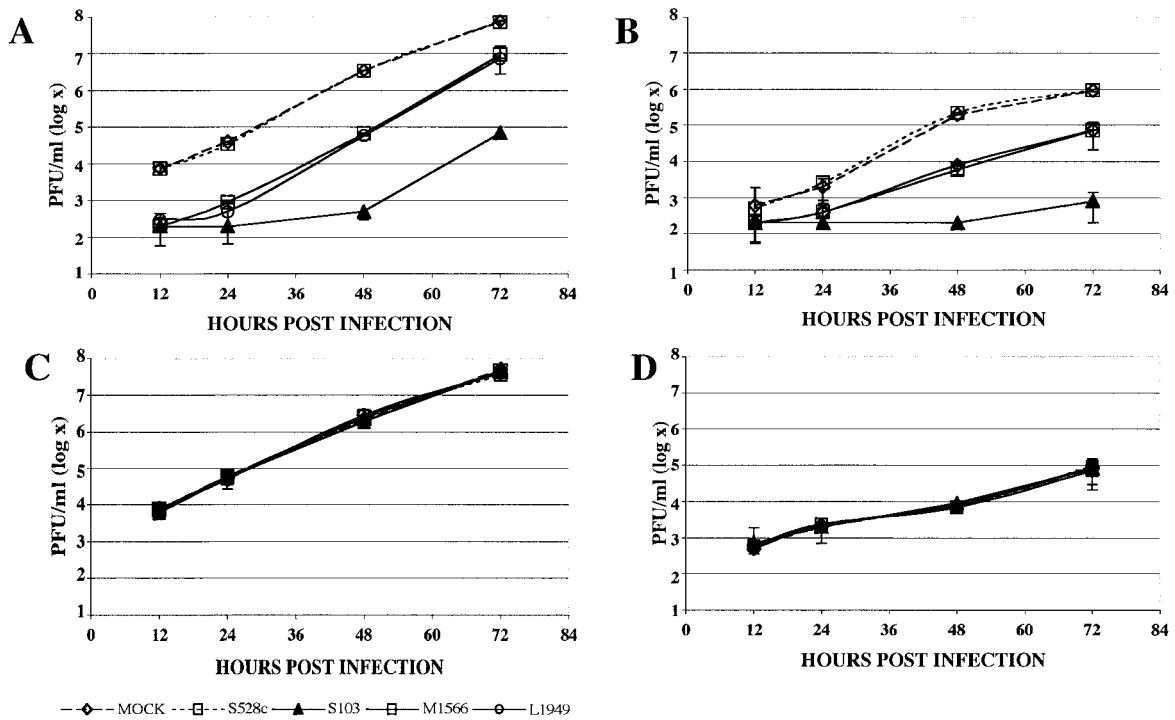 A
8
7
6
5
4
3
2
1
PFU/ml (log x)
0 12 24 36 48 60 72 84
HOURS POST INFECTION
B
8
7
6
5
4
3
2
1
PFU/ml (log x)
0 12 24 36 48 60 72 84
HOURS POST INFECTION
C
8
7
6
5
4
3
2
1
PFU/ml (log x)
0 12 24 36 48 60 72 84
HOURS POST INFECTION
D
8
7
6
5
4
3
2
1
PFU/ml (log x)
0 12 24 36 48 60 72 84
HOURS POST INFECTION
MOCK S528c S103 M1566 L1949